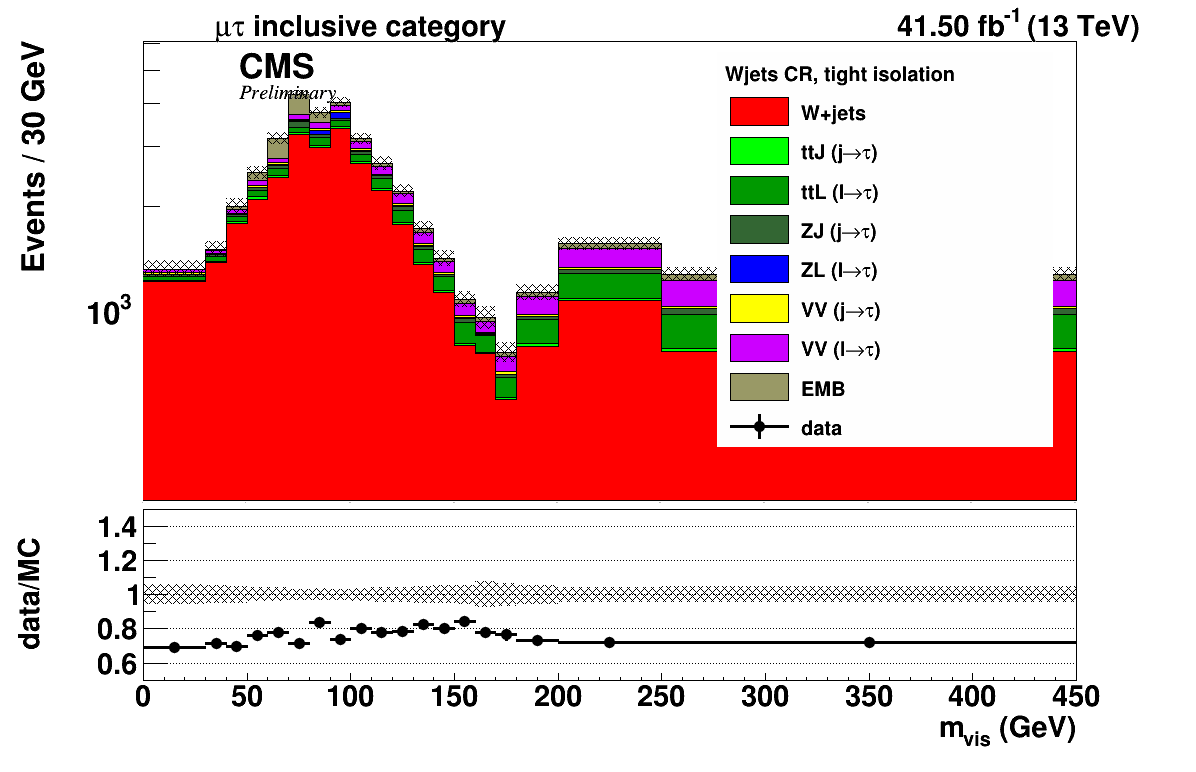 μτ inclusive category
41.50 fb⁻¹ (13 TeV)
CMS
Preliminary
Events / 30 GeV
10³
Wjets CR, tight isolation
W+jets
ttJ (j→τ)
ttL (l→τ)
ZJ (j→τ)
ZL (l→τ)
VV (j→τ)
VV (l→τ)
EMB
data
data/MC
1.4
1.2
1
0.8
0.6
0 50 100 150 200 250 300 350 400 450
m_vis (GeV)